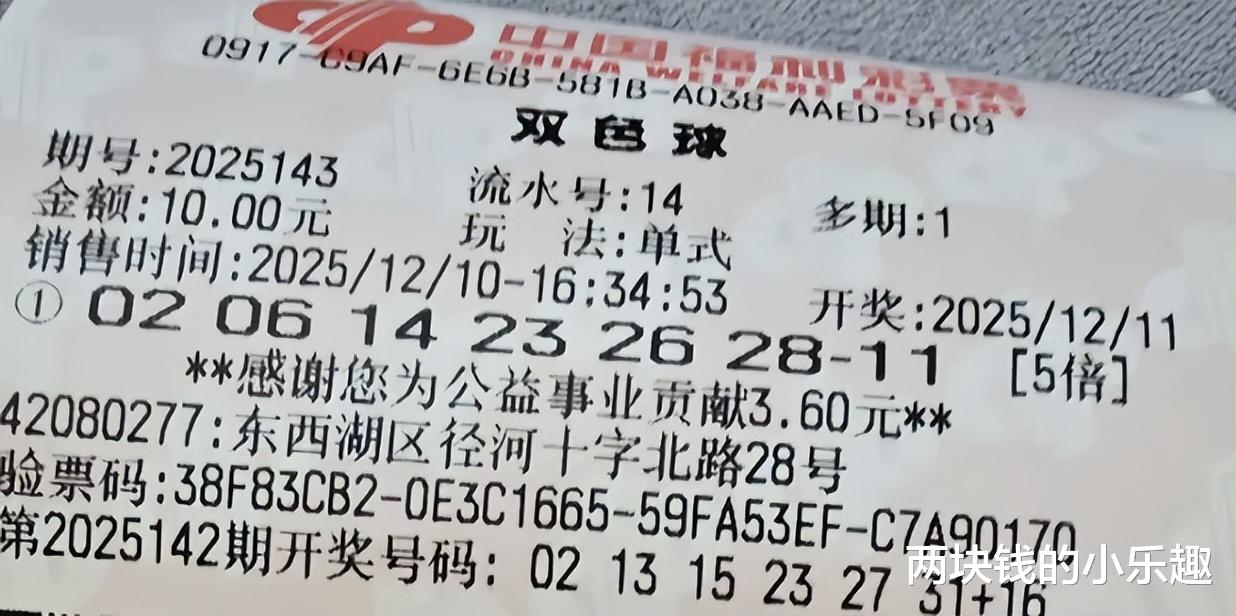 中国福利彩票
CHINA WELFARE LOTTERY
0917-C9AF-6E6B-581B-A038-AAED-5F09
双色球
期号:2025143 流水号:14 多期:1
金额:10.00元 玩 法:单式
销售时间:2025/12/10-16:34:53 开奖:2025/12/11
① 02 06 14 23 26 28-11 [5倍]
**感谢您为公益事业贡献3.60元**
42080277:东西湖区径河十字北路28号
验票码:38F83CB2-0E3C1665-59FA53EF-C7A90170
第2025142期开奖号码: 02 13 15 23 27 31+16
两块钱的小乐趣